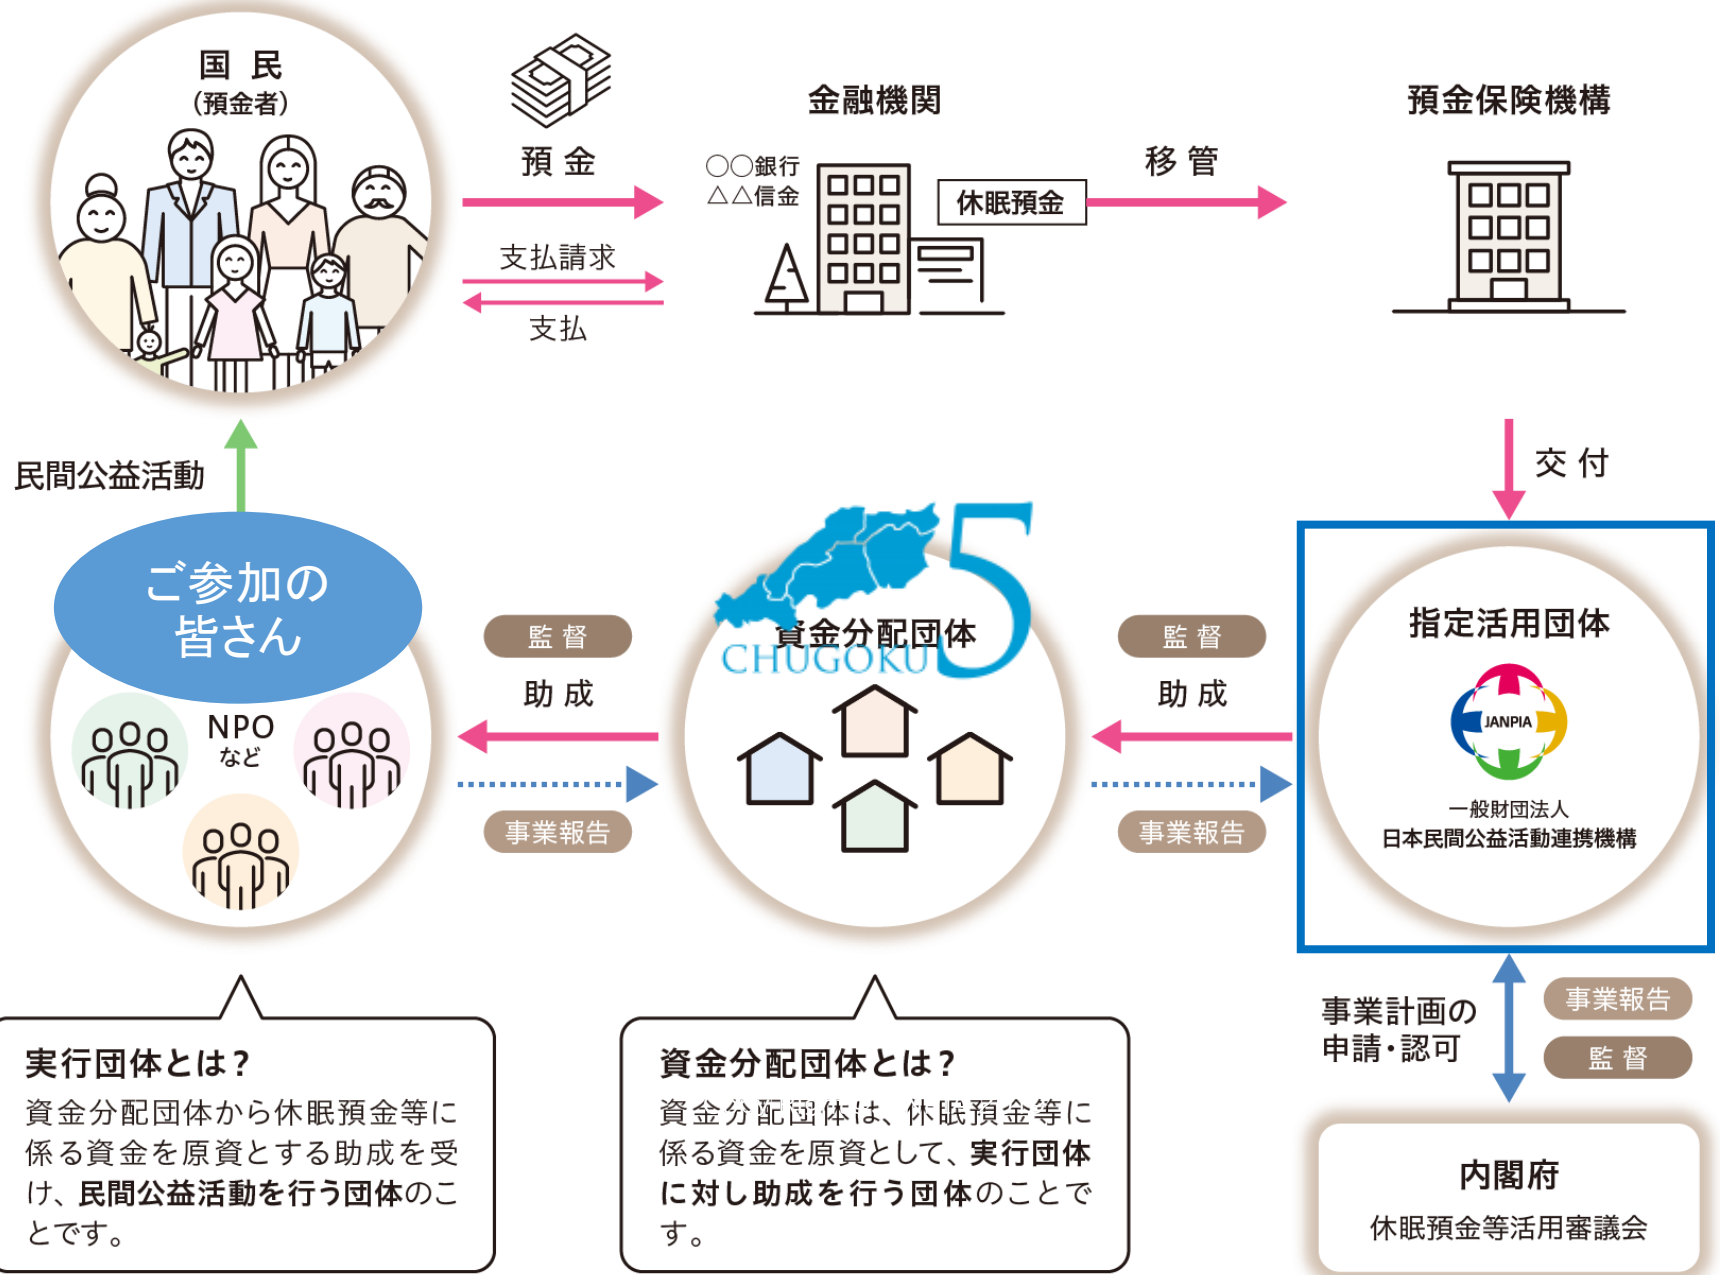 国 民
（預金者）
預 金
支払請求
支払
金融機関
○○銀行
△△信金
休眠預金
移 管
預金保険機構
交 付
民間公益活動
ご参加の
皆さん
NPO
など
監 督
助 成
事業報告
5
資金分配団体
CHUGOKU
監 督
助 成
事業報告
指定活用団体
JANPIA
一般財団法人
日本民間公益活動連携機構
事業計画の
申請・認可
事業報告
監 督
内閣府
休眠預金等活用審議会
実行団体とは？
資金分配団体から休眠預金等に
係る資金を原資とする助成を受
け、民間公益活動を行う団体のこ
とです。
資金分配団体とは？
資金分配団体は、休眠預金等に
係る資金を原資として、実行団体
に対し助成を行う団体のことで
す。